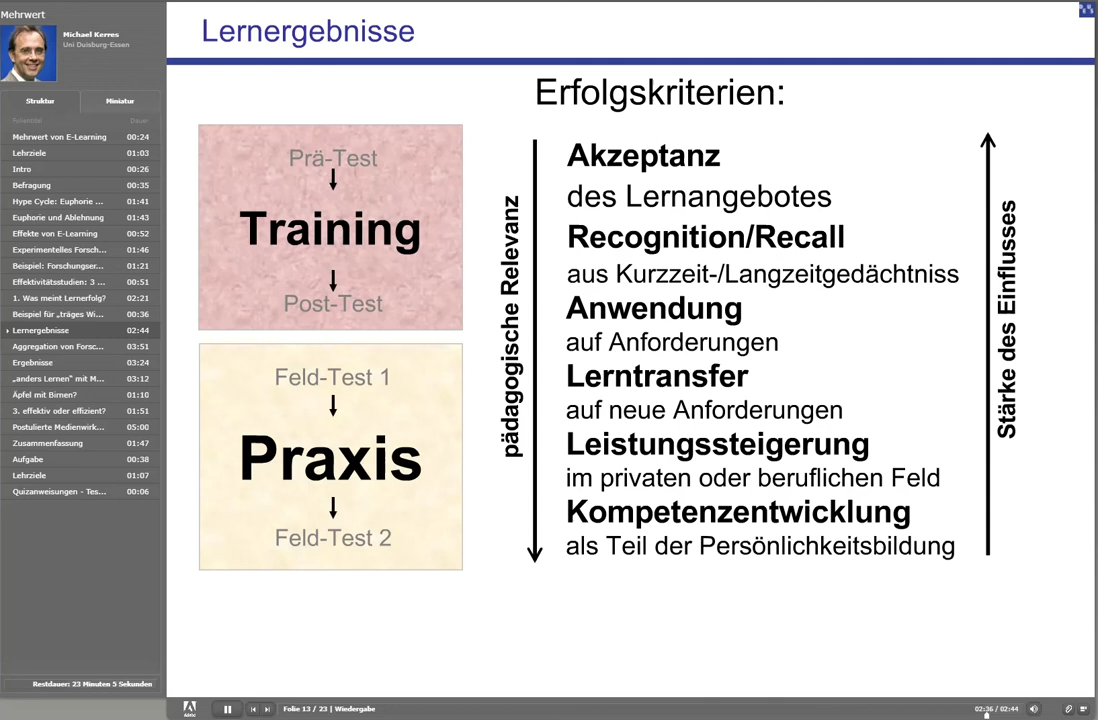 Mehrwert
Michael Kerres
Uni Duisburg-Essen
Struktur
Miniatur
Folientitel Dauer
Mehrwert von E-Learning 00:24
Lehrziele 01:03
Intro 00:26
Befragung 00:35
Hype Cycle: Euphorie ... 01:41
Euphorie und Ablehnung 01:43
Effekte von E-Learning 00:52
Experimentelles Forsch... 01:46
Beispiel: Forschungser... 01:21
Effektivitätsstudien: 3 ... 00:51
1. Was meint Lernerfolg? 02:21
Beispiel für „träges Wi... 00:36
Lernergebnisse 02:44
Aggregation von Forsc... 03:51
Ergebnisse 03:24
„anders Lernen“ mit M... 03:12
Äpfel mit Birnen? 01:10
3. effektiv oder effizient? 01:51
Postulierte Medienwirk... 05:00
Zusammenfassung 01:47
Aufgabe 00:38
Lehrziele 01:07
Quizanweisungen - Tes... 00:06
Restdauer: 23 Minuten 5 Sekunden
Lernergebnisse
Prä-Test
Training
Post-Test
Feld-Test 1
Praxis
Feld-Test 2
Erfolgskriterien:
pädagogische Relevanz
Akzeptanz
des Lernangebotes
Recognition/Recall
aus Kurzzeit-/Langzeitgedächtniss
Anwendung
auf Anforderungen
Lerntransfer
auf neue Anforderungen
Leistungssteigerung
im privaten oder beruflichen Feld
Kompetenzentwicklung
als Teil der Persönlichkeitsbildung
Stärke des Einflusses
Folie 13 / 23 | Wiedergabe
02:36 / 02:44